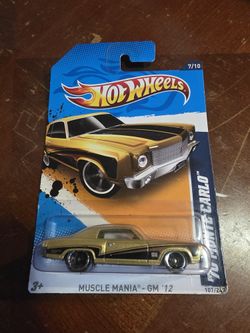 7/10
HOT WHEELS
'70 MONTE CARLO
3+
MUSCLE MANIA - GM '12